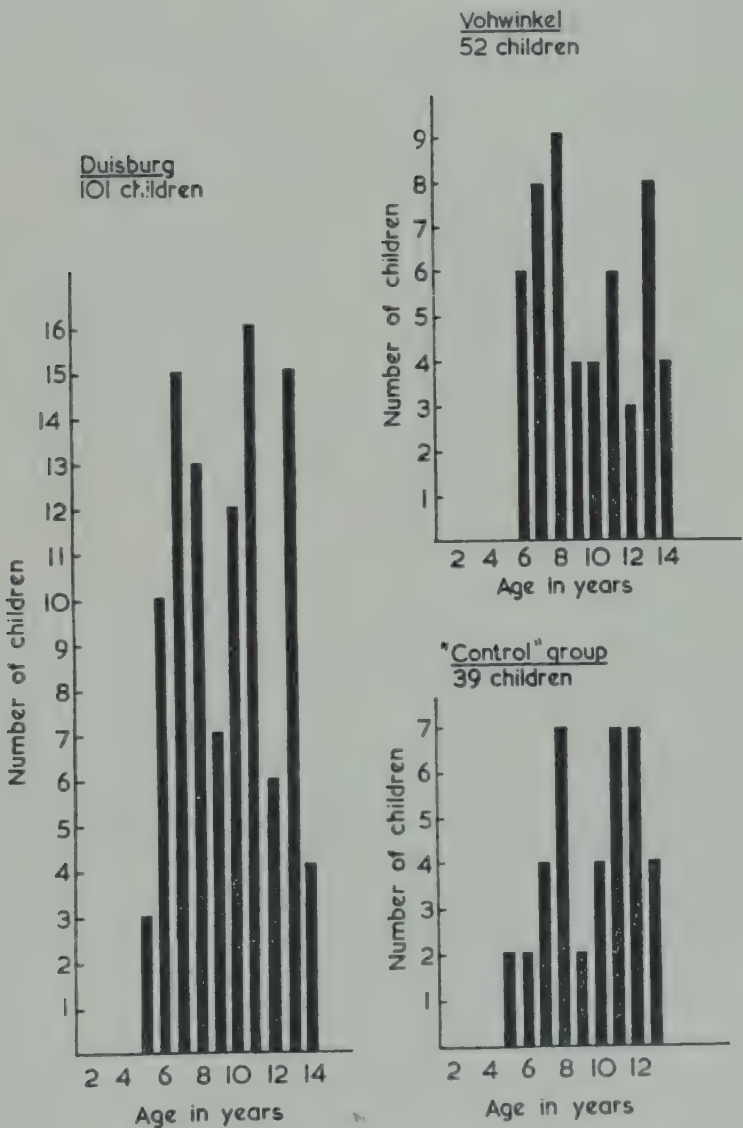 Duisburg
101 children
Number of children
16
15
14
13
12
11
10
9
8
7
6
5
4
3
2
1
2 4 6 8 10 12 14
Age in years
Vohwinkel
52 children
Number of children
9
8
7
6
5
4
3
2
1
2 4 6 8 10 12 14
Age in years
"Control" group
39 children
Number of children
7
6
5
4
3
2
1
2 4 6 8 10 12
Age in years